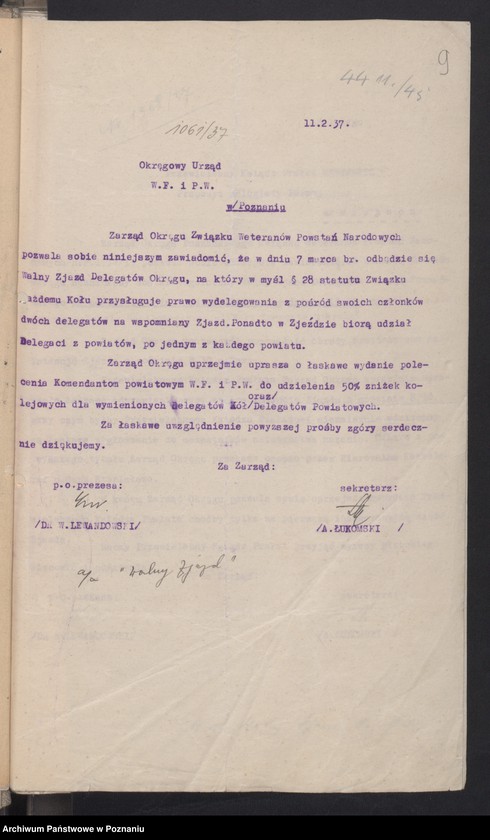 9
44 11./45
1061/37
11.2.37.
Okręgowy Urząd
W.F. i P.W.
w/Poznaniu
Zarząd Okręgu Związku Weteranów Powstań Narodowych
pozwala sobie niniejszym zawiadomić, że w dniu 7 marca br. odbędzie się
Walny Zjazd Delegatów Okręgu, na który w myśl § 28 statutu Związku
każdemu Kołu przysługuje prawo wydelegowania z pośród swoich członków
dwóch delegatów na wspomniany Zjazd.Ponadto w Zjeździe biorą udział
Delegaci z powiatów, po jednym z każdego powiatu.
Zarząd Okręgu uprzejmie uprasza o łaskawe wydanie pole-
cenia Komendantom powiatowym W.F. i P.W. do udzielenia 50% zniżek ko-
oraz/
lejowych dla wymienionych delegatów Kół/Delegatów Powiatowych.
Za łaskawe uwzględnienie powyższej prośby zgóry serdecz-
nie dziękujemy.
Za Zarząd:
p.o.prezesa:
sekretarz:
/DR W.LEWANDOWSKI/
/A.ŁUKOMSKI /
a/a "Walny Zjazd"
Archiwum Państwowe w Poznaniu